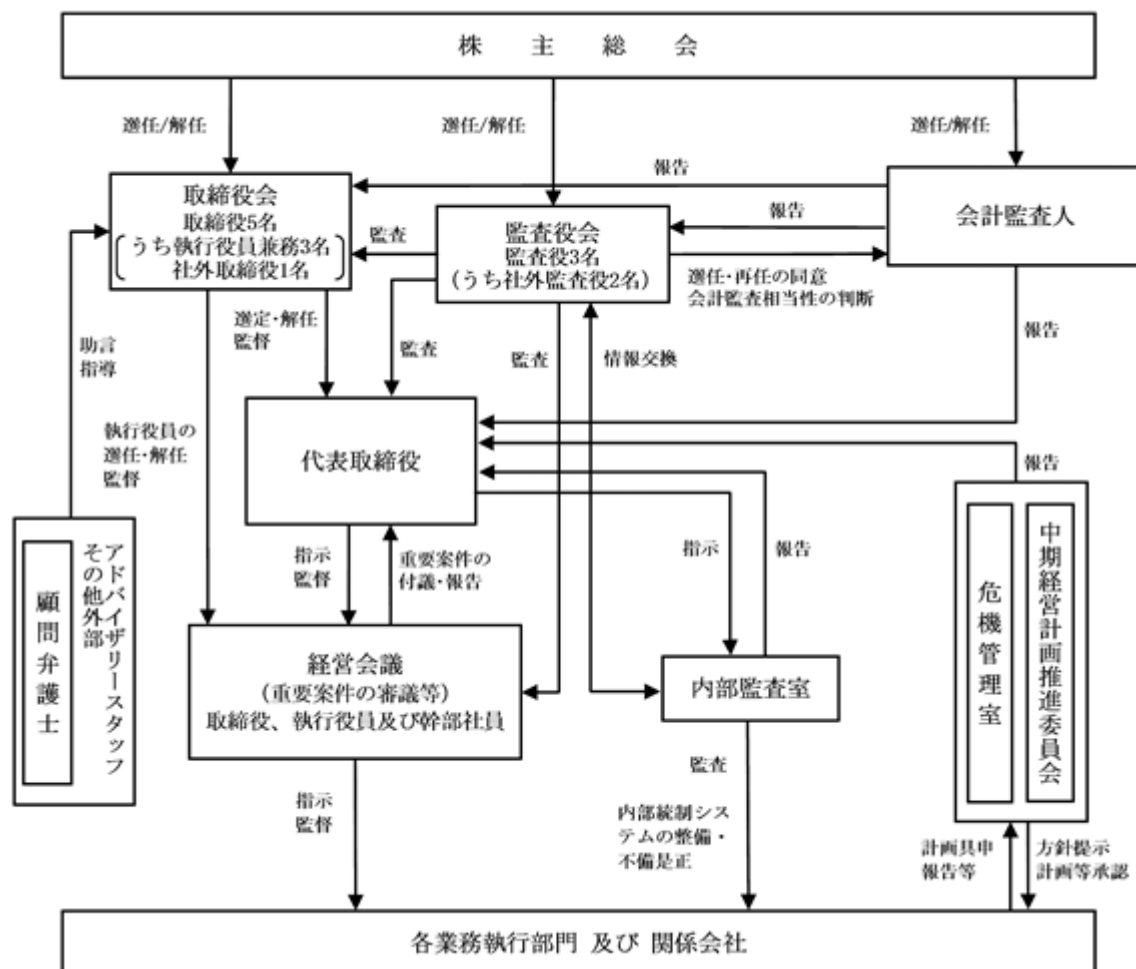 株主総会
選任/解任
選任/解任
選任/解任
取締役会
取締役5名
うち執行役員兼務3名
社外取締役1名
監査
監査役会
監査役3名
(うち社外監査役2名)
報告
報告
会計監査人
選任・再任の同意
会計監査相当性の判断
選定・解任
監督
監査
監査
情報交換
報告
助言
指導
執行役員の
選任・解任
監督
代表取締役
報告
指示
監督
重要案件の
付議・報告
指示
報告
顧問弁護士
アドバイザリースタッフ
その他外部
経営会議
(重要案件の審議等)
取締役、執行役員及び幹部社員
内部監査室
危機管理室
中期経営計画推進委員会
指示
監督
監査
内部統制シス
テムの整備・
不備是正
計画具申
報告等
方針提示
計画等承認
各業務執行部門 及び 関係会社